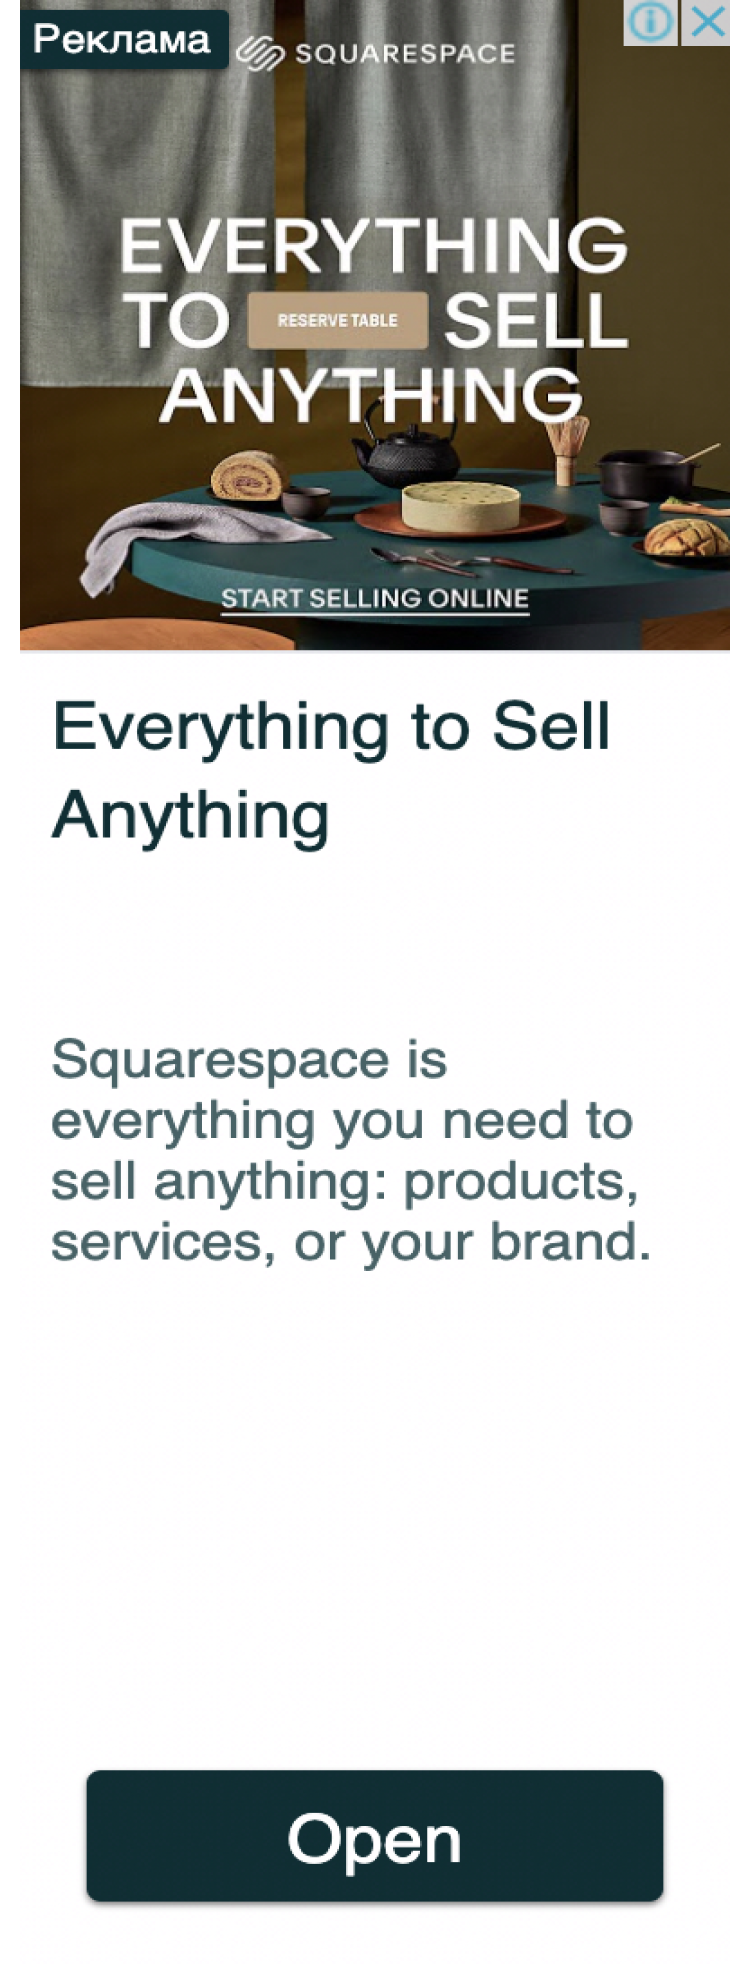 Реклама
SQUARESPACE
EVERYTHING
TO RESERVE TABLE SELL
ANYTHING
START SELLING ONLINE
Everything to Sell
Anything
Squarespace is
everything you need to
sell anything: products,
services, or your brand.
Open